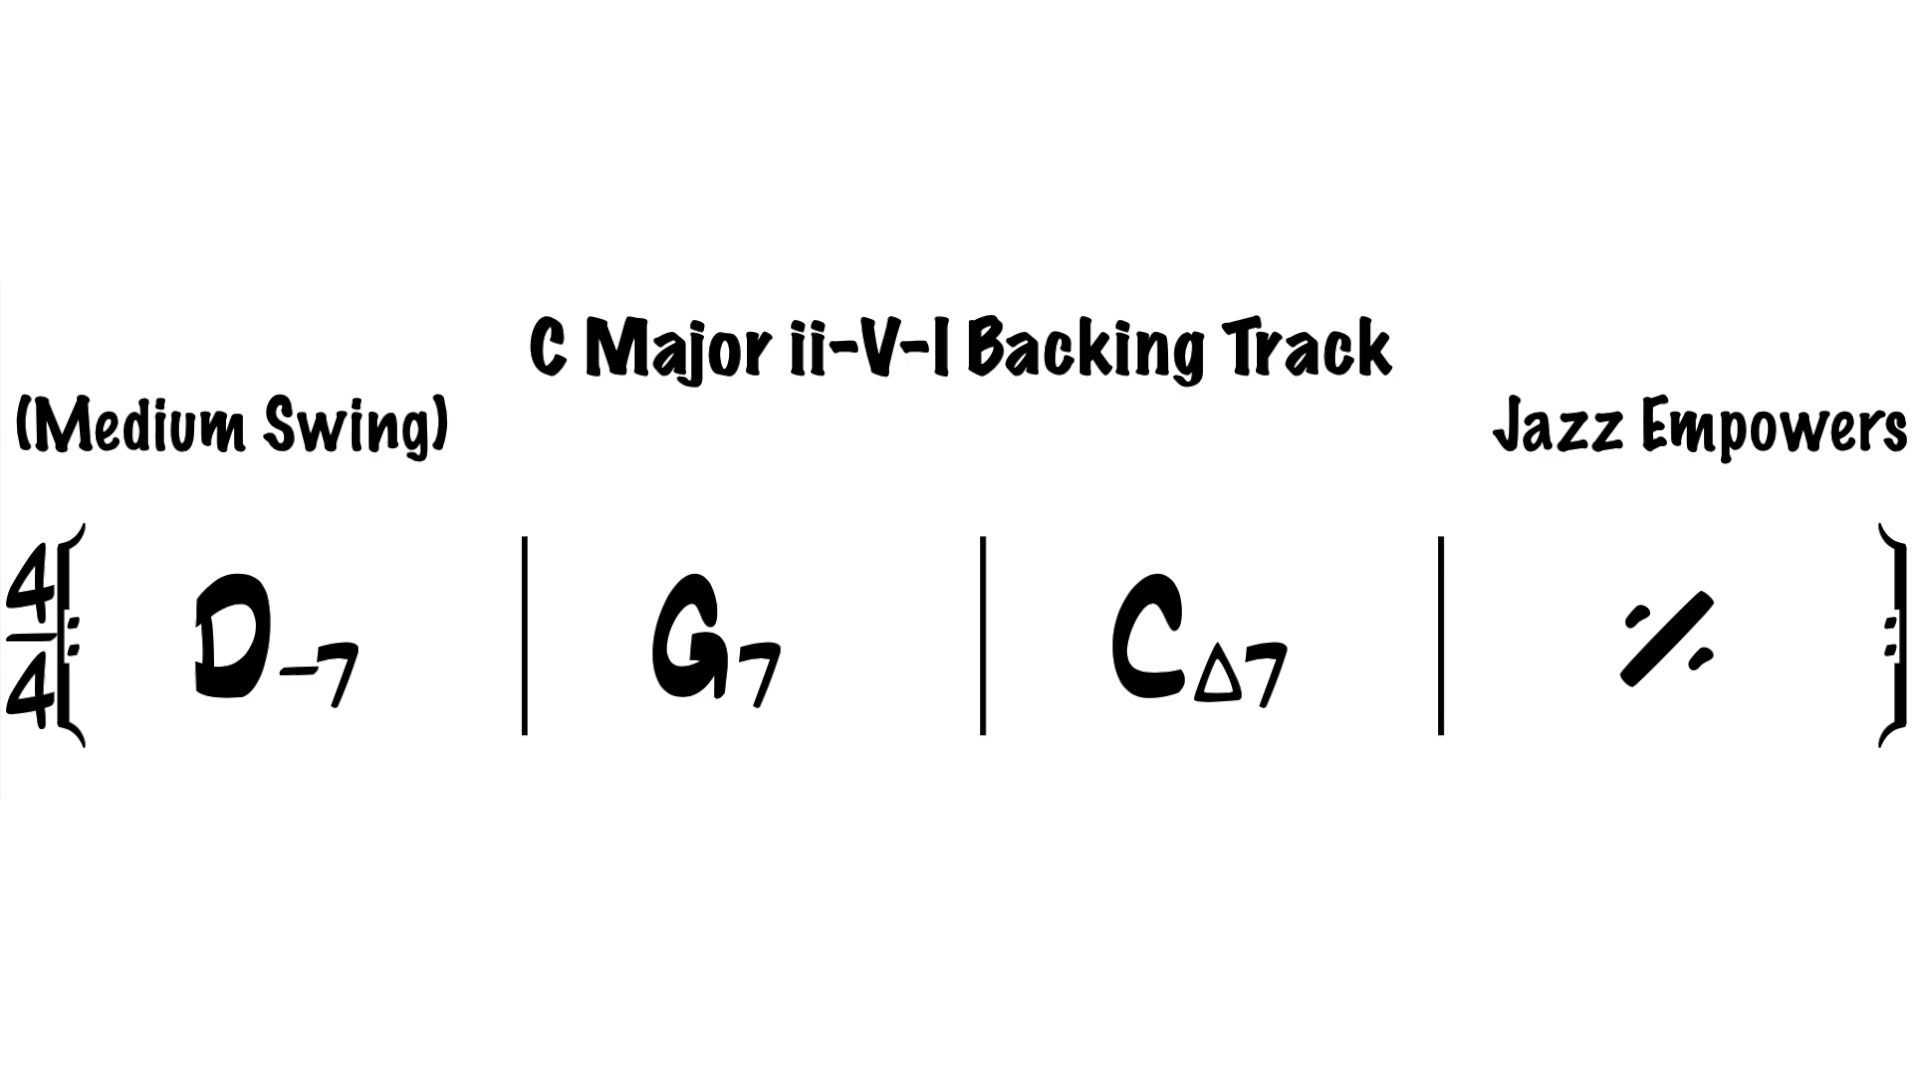 C Major ii-V-I Backing Track
(Medium Swing) Jazz Empowers
4/4 D-7 G7 CΔ7 𝄎